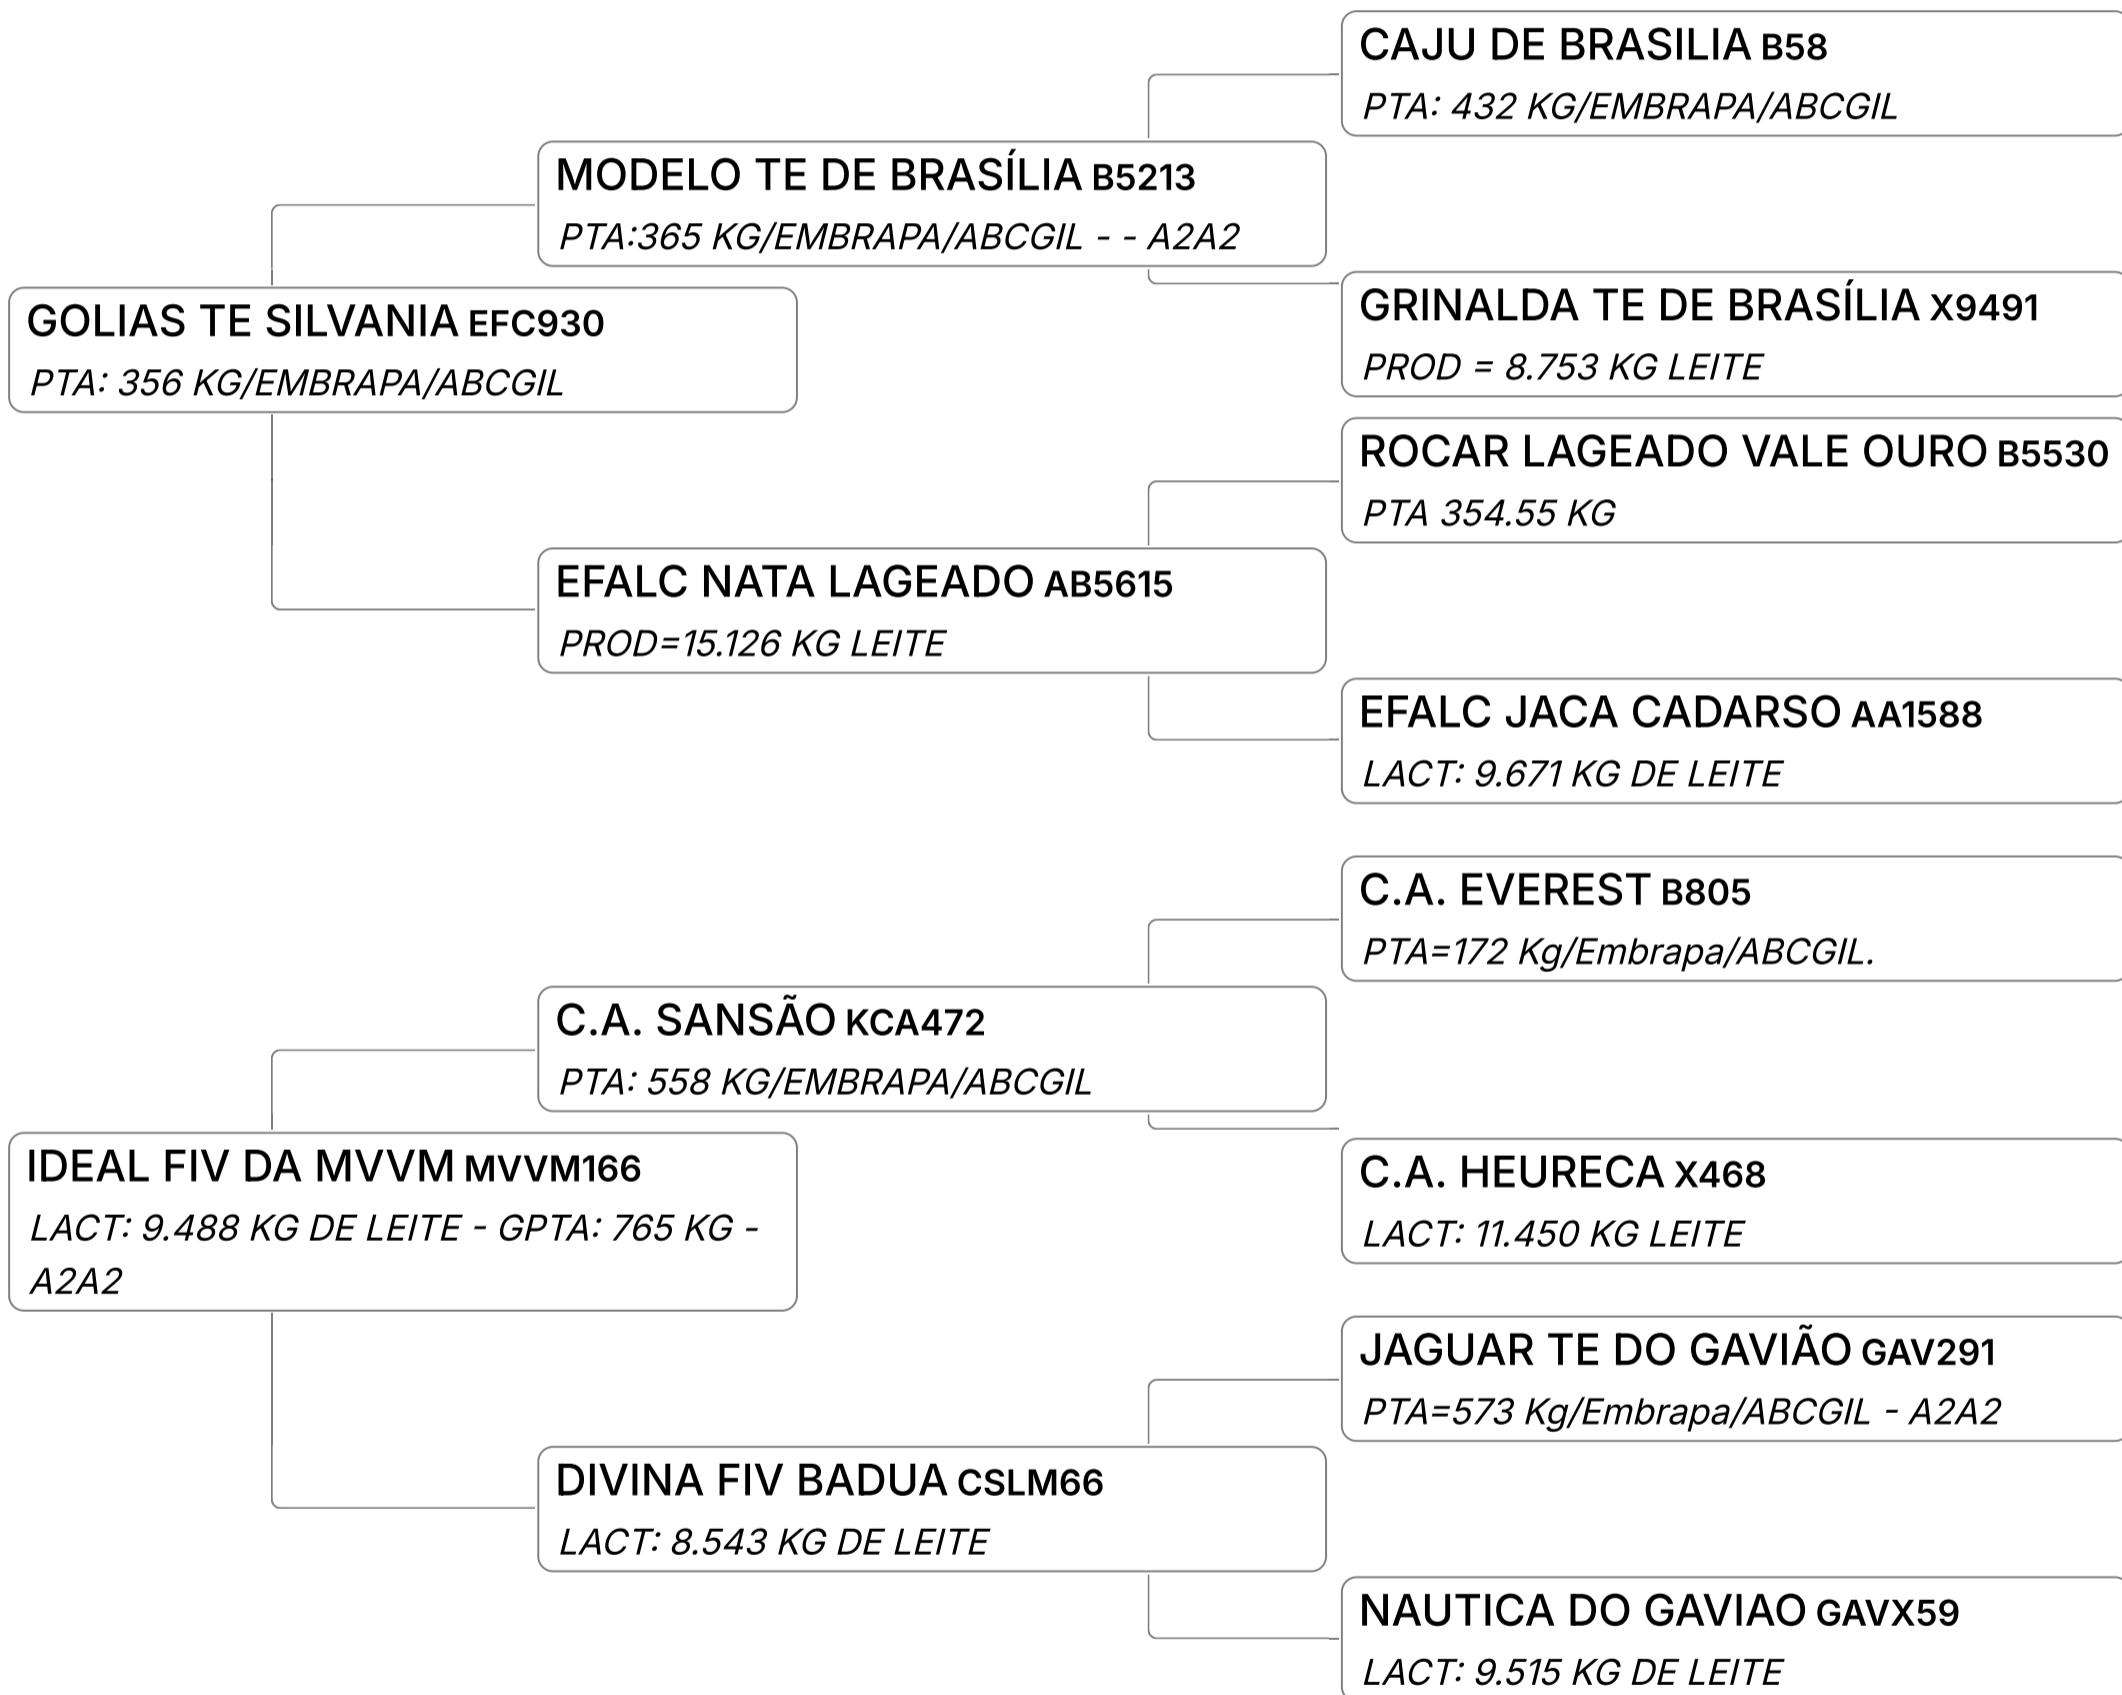 CAJU DE BRASILIA B58
PTA: 432 KG/EMBRAPA/ABCGIL
MODELO TE DE BRASÍLIA B5213
PTA:365 KG/EMBRAPA/ABCGIL - - A2A2
GRINALDA TE DE BRASÍLIA X9491
PROD = 8.753 KG LEITE
GOLIAS TE SILVANIA EFC930
PTA: 356 KG/EMBRAPA/ABCGIL
ROCAR LAGEADO VALE OURO B5530
PTA 354.55 KG
EFALC NATA LAGEADO AB5615
PROD=15.126 KG LEITE
EFALC JACA CADARSO AA1588
LACT: 9.671 KG DE LEITE
C.A. EVEREST B805
PTA=172 Kg/Embrapa/ABCGIL.
C.A. SANSÃO KCA472
PTA: 558 KG/EMBRAPA/ABCGIL
C.A. HEURECA X468
LACT: 11.450 KG LEITE
IDEAL FIV DA MVVM MVVM166
LACT: 9.488 KG DE LEITE - GPTA: 765 KG -
A2A2
JAGUAR TE DO GAVIÃO GAV291
PTA=573 Kg/Embrapa/ABCGIL - A2A2
DIVINA FIV BADUA CSLM66
LACT: 8.543 KG DE LEITE
NAUTICA DO GAVIAO GAVX59
LACT: 9.515 KG DE LEITE